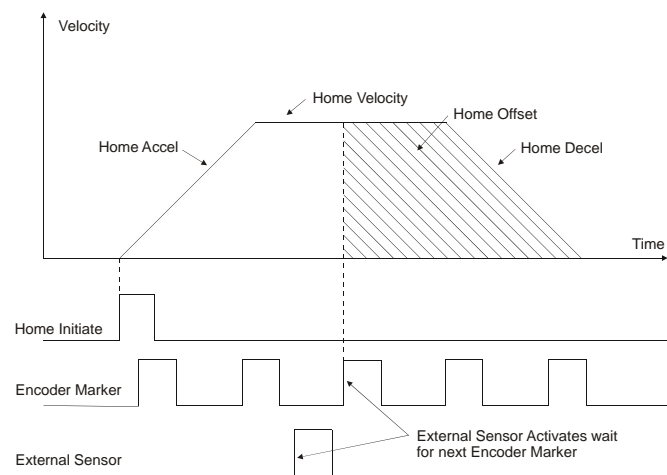 Velocity
Home Velocity
Home Offset
Home Accel
Home Decel
Time
Home Initiate
Encoder Marker
External Sensor Activates wait
for next Encoder Marker
External Sensor